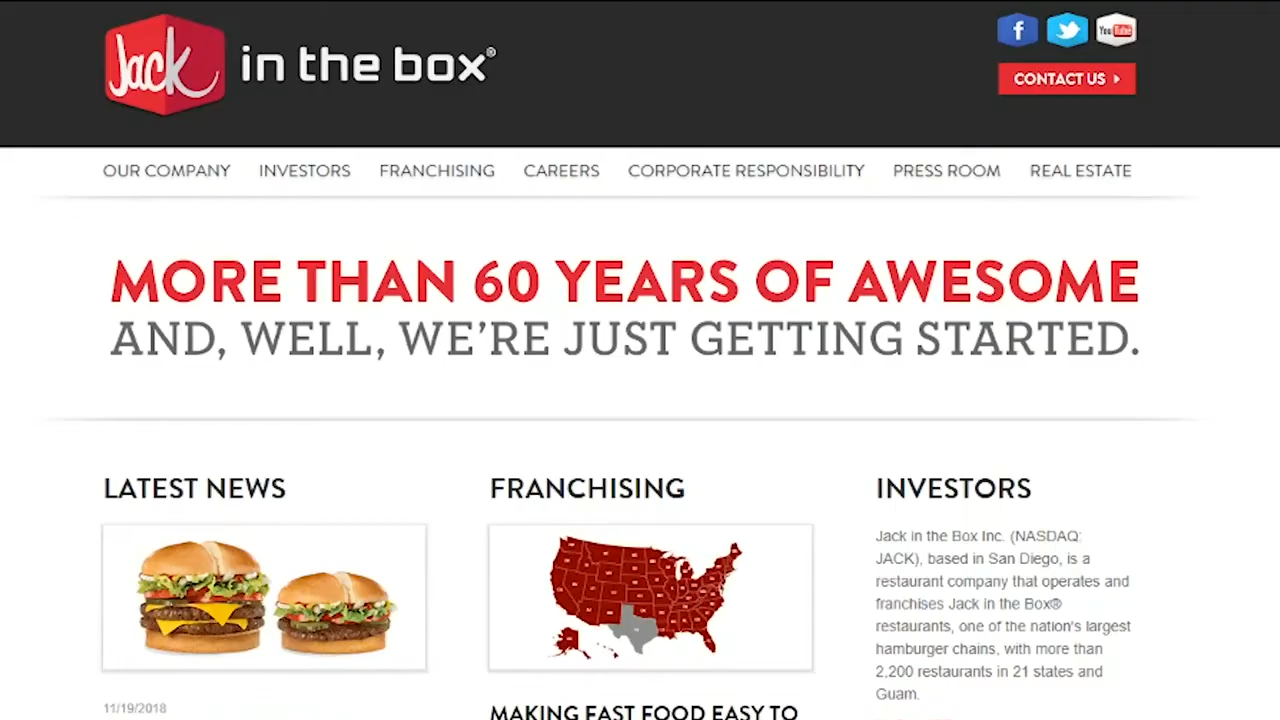 Jack in the box®
f
You Tube
CONTACT US
OUR COMPANY INVESTORS FRANCHISING CAREERS CORPORATE RESPONSIBILITY PRESS ROOM REAL ESTATE
MORE THAN 60 YEARS OF AWESOME
AND, WELL, WE'RE JUST GETTING STARTED.
LATEST NEWS
11/19/2018
FRANCHISING
MAKING FAST FOOD EASY TO
INVESTORS
Jack in the Box Inc. (NASDAQ:
JACK), based in San Diego, is a
restaurant company that operates and
franchises Jack in the Box®
restaurants, one of the nation's largest
hamburger chains, with more than
2,200 restaurants in 21 states and
Guam.